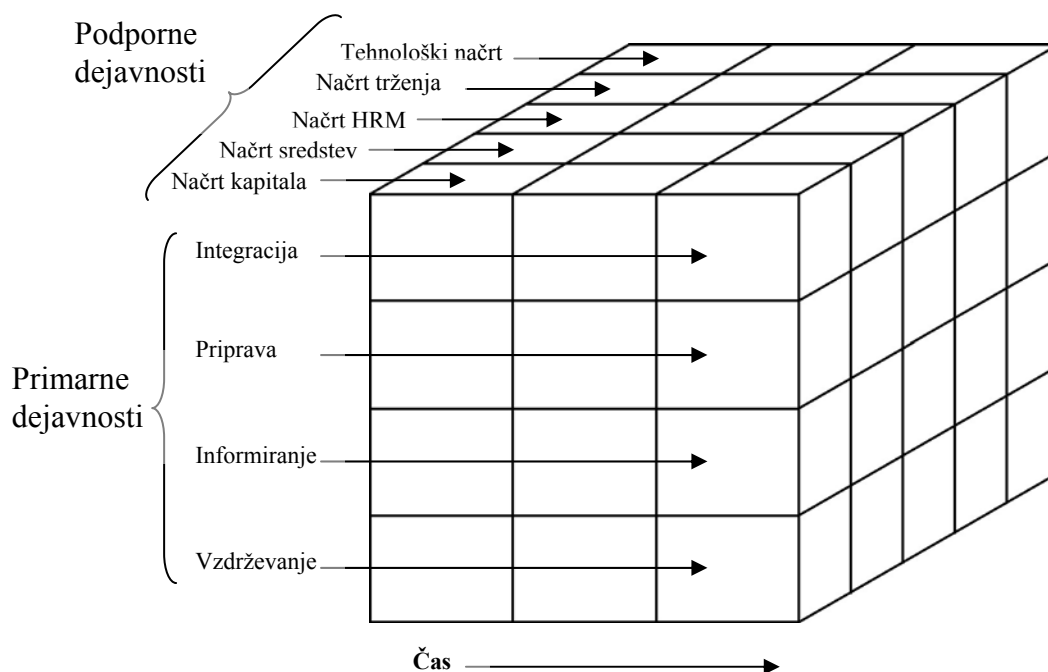 Podporne
dejavnosti
Tehnološki načrt
Načrt trženja
Načrt HRM
Načrt sredstev
Načrt kapitala
Primarne
dejavnosti
Integracija
Priprava
Informiranje
Vzdrževanje
Čas